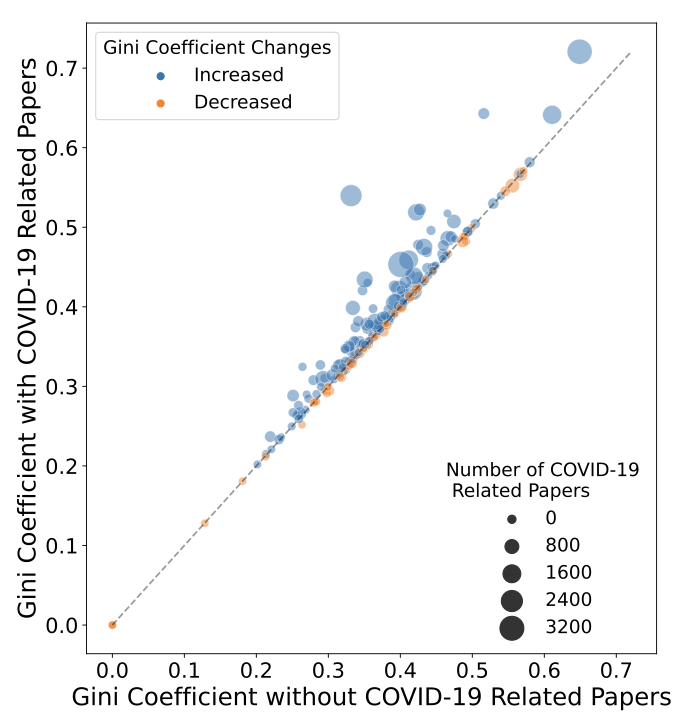 Gini Coefficient with COVID-19 Related Papers
0.7
0.6
0.5
0.4
0.3
0.2
0.1
0.0
Gini Coefficient Changes
Increased
Decreased
Number of COVID-19
Related Papers
0
800
1600
2400
3200
0.0 0.1 0.2 0.3 0.4 0.5 0.6 0.7
Gini Coefficient without COVID-19 Related Papers